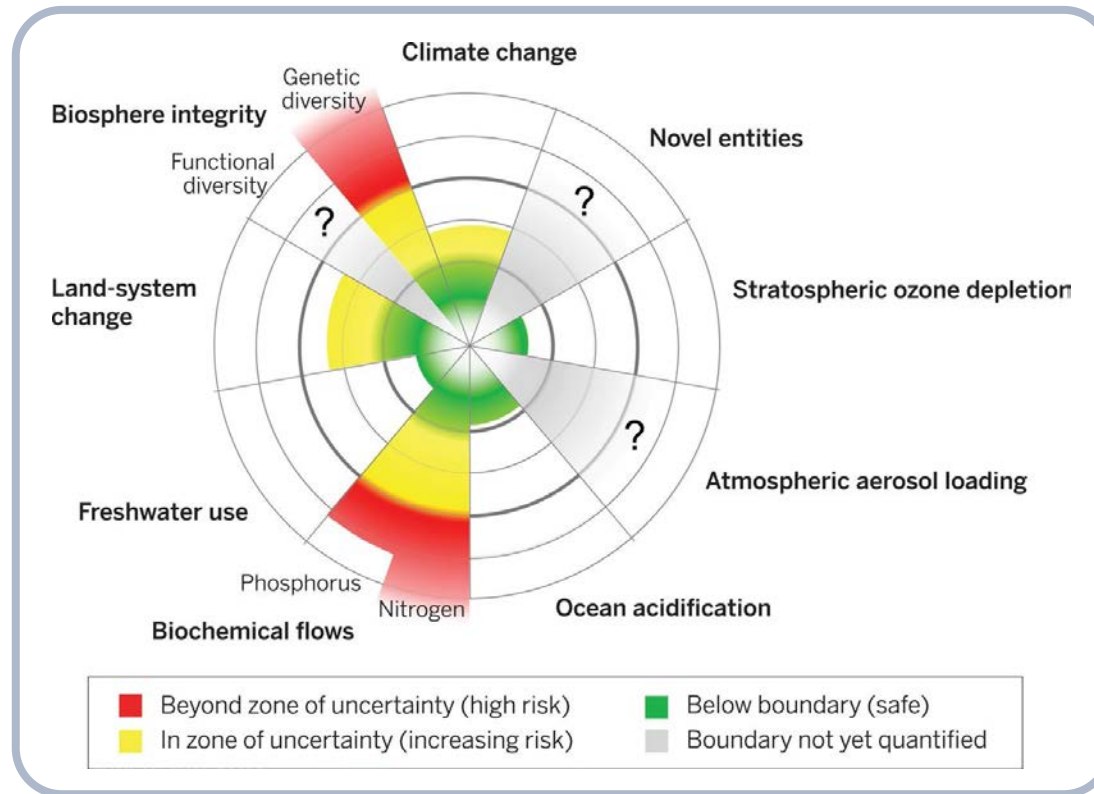 Climate change
Genetic
diversity
Biosphere integrity
Novel entities
Functional
diversity
?
?
Land-system
change
Stratospheric ozone depletion
?
Atmospheric aerosol loading
Freshwater use
Phosphorus
Nitrogen
Ocean acidification
Biochemical flows
Beyond zone of uncertainty (high risk)
Below boundary (safe)
In zone of uncertainty (increasing risk)
Boundary not yet quantified